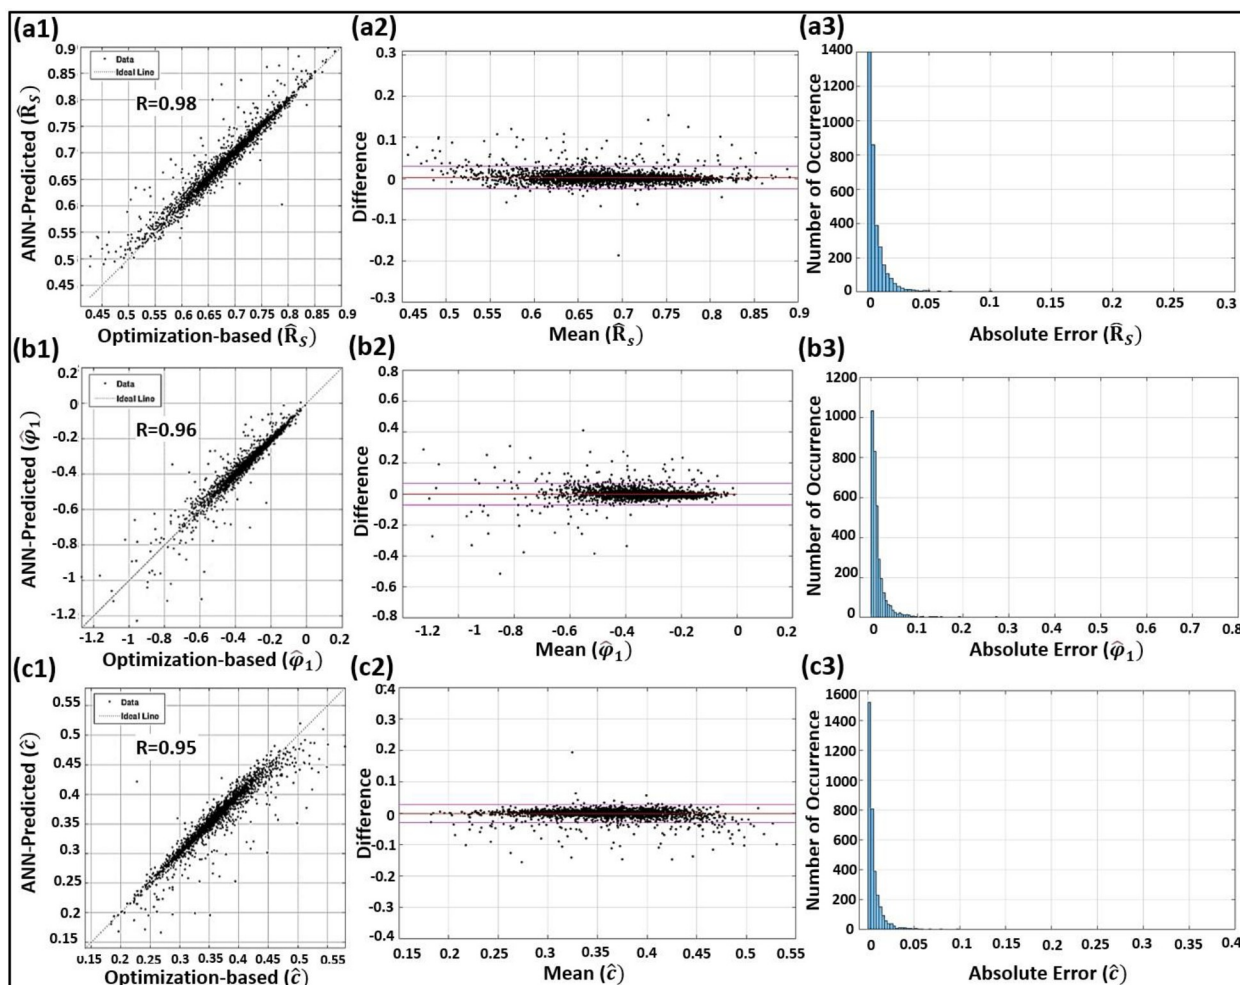 (a1)
ANN-Predicted (R̂_S)
0.9
0.85
0.8
0.75
0.7
0.65
0.6
0.55
0.5
0.45
Data
Ideal Line
R=0.98
0.45 0.5 0.55 0.6 0.65 0.7 0.75 0.8 0.85 0.9
Optimization-based (R̂_S)
(a2)
Difference
0.3
0.2
0.1
0
-0.1
-0.2
-0.3
0.45 0.5 0.55 0.6 0.65 0.7 0.75 0.8 0.85 0.9
Mean (R̂_s)
(a3)
Number of Occurrence
1400
1200
1000
800
600
400
200
0
0 0.05 0.1 0.15 0.2 0.25 0.3
Absolute Error (R̂_S)
(b1)
ANN-Predicted (φ̂_1)
0.2
0
-0.2
-0.4
-0.6
-0.8
-1
-1.2
Data
Ideal Line
R=0.96
-1.2 -1 -0.8 -0.6 -0.4 -0.2 0 0.2
Optimization-based (φ̂_1)
(b2)
Difference
0.8
0.6
0.4
0.2
0
-0.2
-0.4
-0.6
-0.8
-1.2 -1 -0.8 -0.6 -0.4 -0.2 0 0.2
Mean (φ̂_1)
(b3)
Number of Occurrence
1200
1000
800
600
400
200
0
0 0.1 0.2 0.3 0.4 0.5 0.6 0.7 0.8
Absolute Error (φ̂_1)
(c1)
ANN-Predicted (ĉ)
0.55
0.5
0.45
0.4
0.35
0.3
0.25
0.2
0.15
Data
Ideal Line
R=0.95
0.15 0.2 0.25 0.3 0.35 0.4 0.45 0.5 0.55
Optimization-based (ĉ)
(c2)
Difference
0.4
0.3
0.2
0.1
0
-0.1
-0.2
-0.3
-0.4
0.15 0.2 0.25 0.3 0.35 0.4 0.45 0.5 0.55
Mean (ĉ)
(c3)
Number of Occurrence
1600
1400
1200
1000
800
600
400
200
0
0 0.05 0.1 0.15 0.2 0.25 0.3 0.35 0.4
Absolute Error (ĉ)